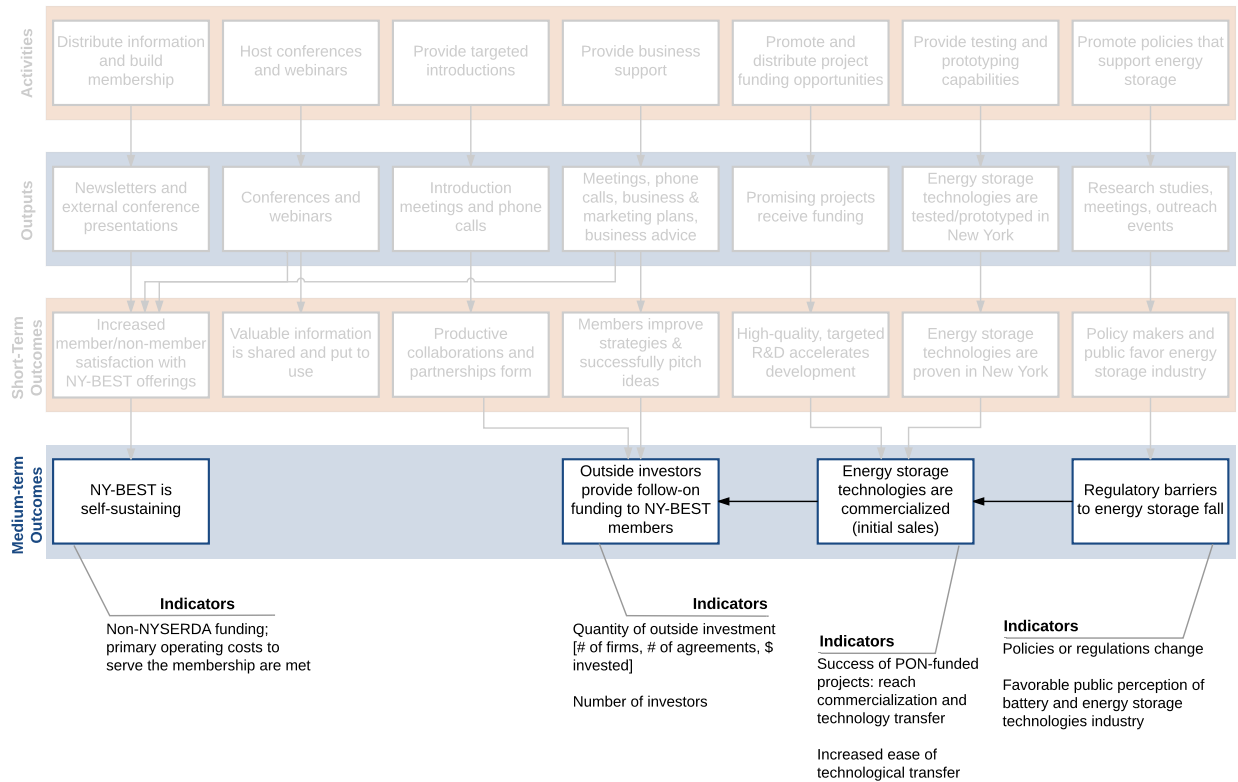 Activities
Distribute information
and build
membership
Host conferences
and webinars
Provide targeted
introductions
Provide business
support
Promote and
distribute project
funding opportunities
Provide testing and
prototyping
capabilities
Promote policies that
support energy
storage
Outputs
Newsletters and
external conference
presentations
Conferences and
webinars
Introduction
meetings and phone
calls
Meetings, phone
calls, business &
marketing plans,
business advice
Promising projects
receive funding
Energy storage
technologies are
tested/prototyped in
New York
Research studies,
meetings, outreach
events
Short-Term
Outcomes
Increased
member/non-member
satisfaction with
NY-BEST offerings
Valuable information
is shared and put to
use
Productive
collaborations and
partnerships form
Members improve
strategies &
successfully pitch
ideas
High-quality, targeted
R&D accelerates
development
Energy storage
technologies are
proven in New York
Policy makers and
public favor energy
storage industry
Medium-term
Outcomes
NY-BEST is
self-sustaining
Outside investors
provide follow-on
funding to NY-BEST
members
Energy storage
technologies are
commercialized
(initial sales)
Regulatory barriers
to energy storage fall
Indicators
Non-NYSERDA funding;
primary operating costs to
serve the membership are met
Indicators
Quantity of outside investment
[# of firms, # of agreements, $
invested]
Number of investors
Indicators
Success of PON-funded
projects: reach
commercialization and
technology transfer
Increased ease of
technological transfer
Indicators
Policies or regulations change
Favorable public perception of
battery and energy storage
technologies industry